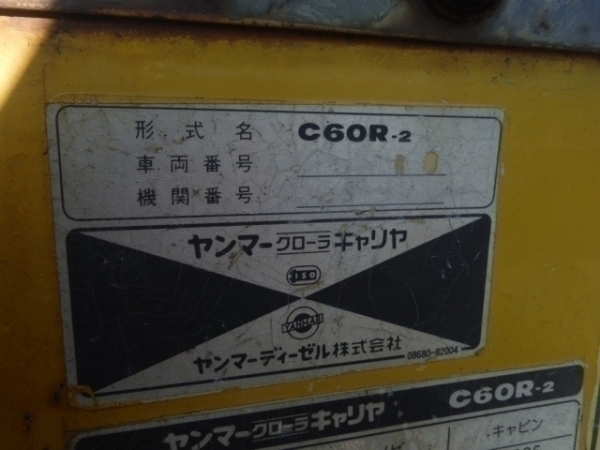 形式名 C60R-2
車両番号 10
機関番号
ヤンマークローラキャリヤ
ISO
YANMAR
ヤンマーディーゼル株式会社 08680-82004
ヤンマークローラキャリヤ C60R-2
キャビン